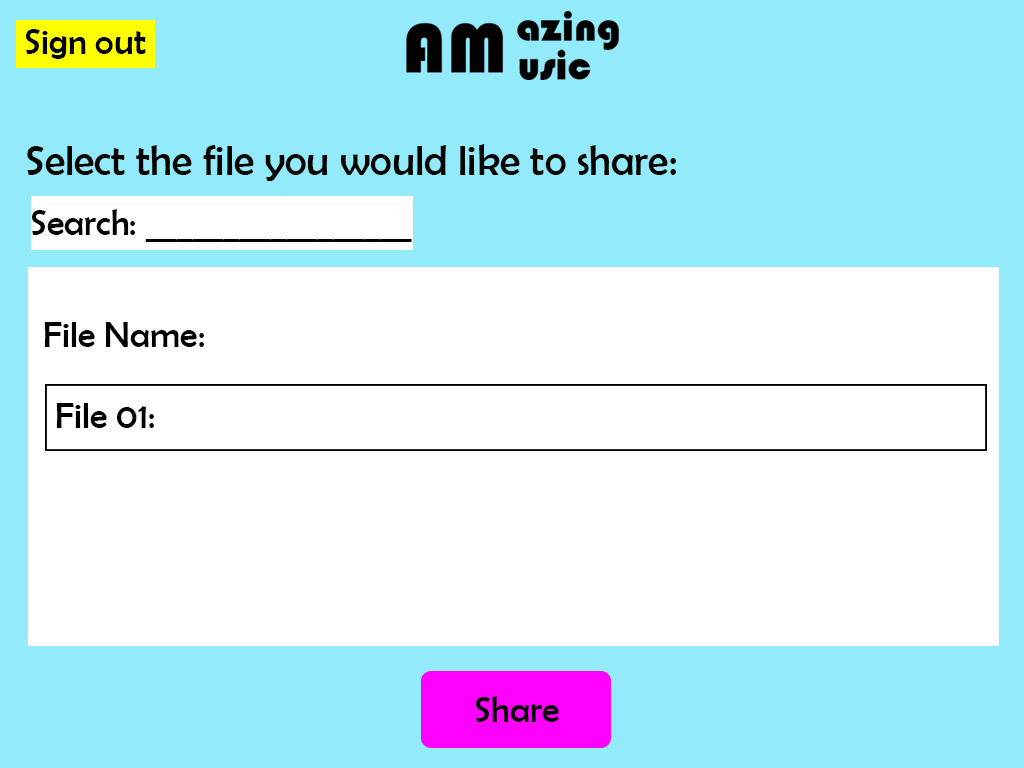 Sign out
AM azing
usic
Select the file you would like to share:
Search: _________________
File Name:
File 01:
Share